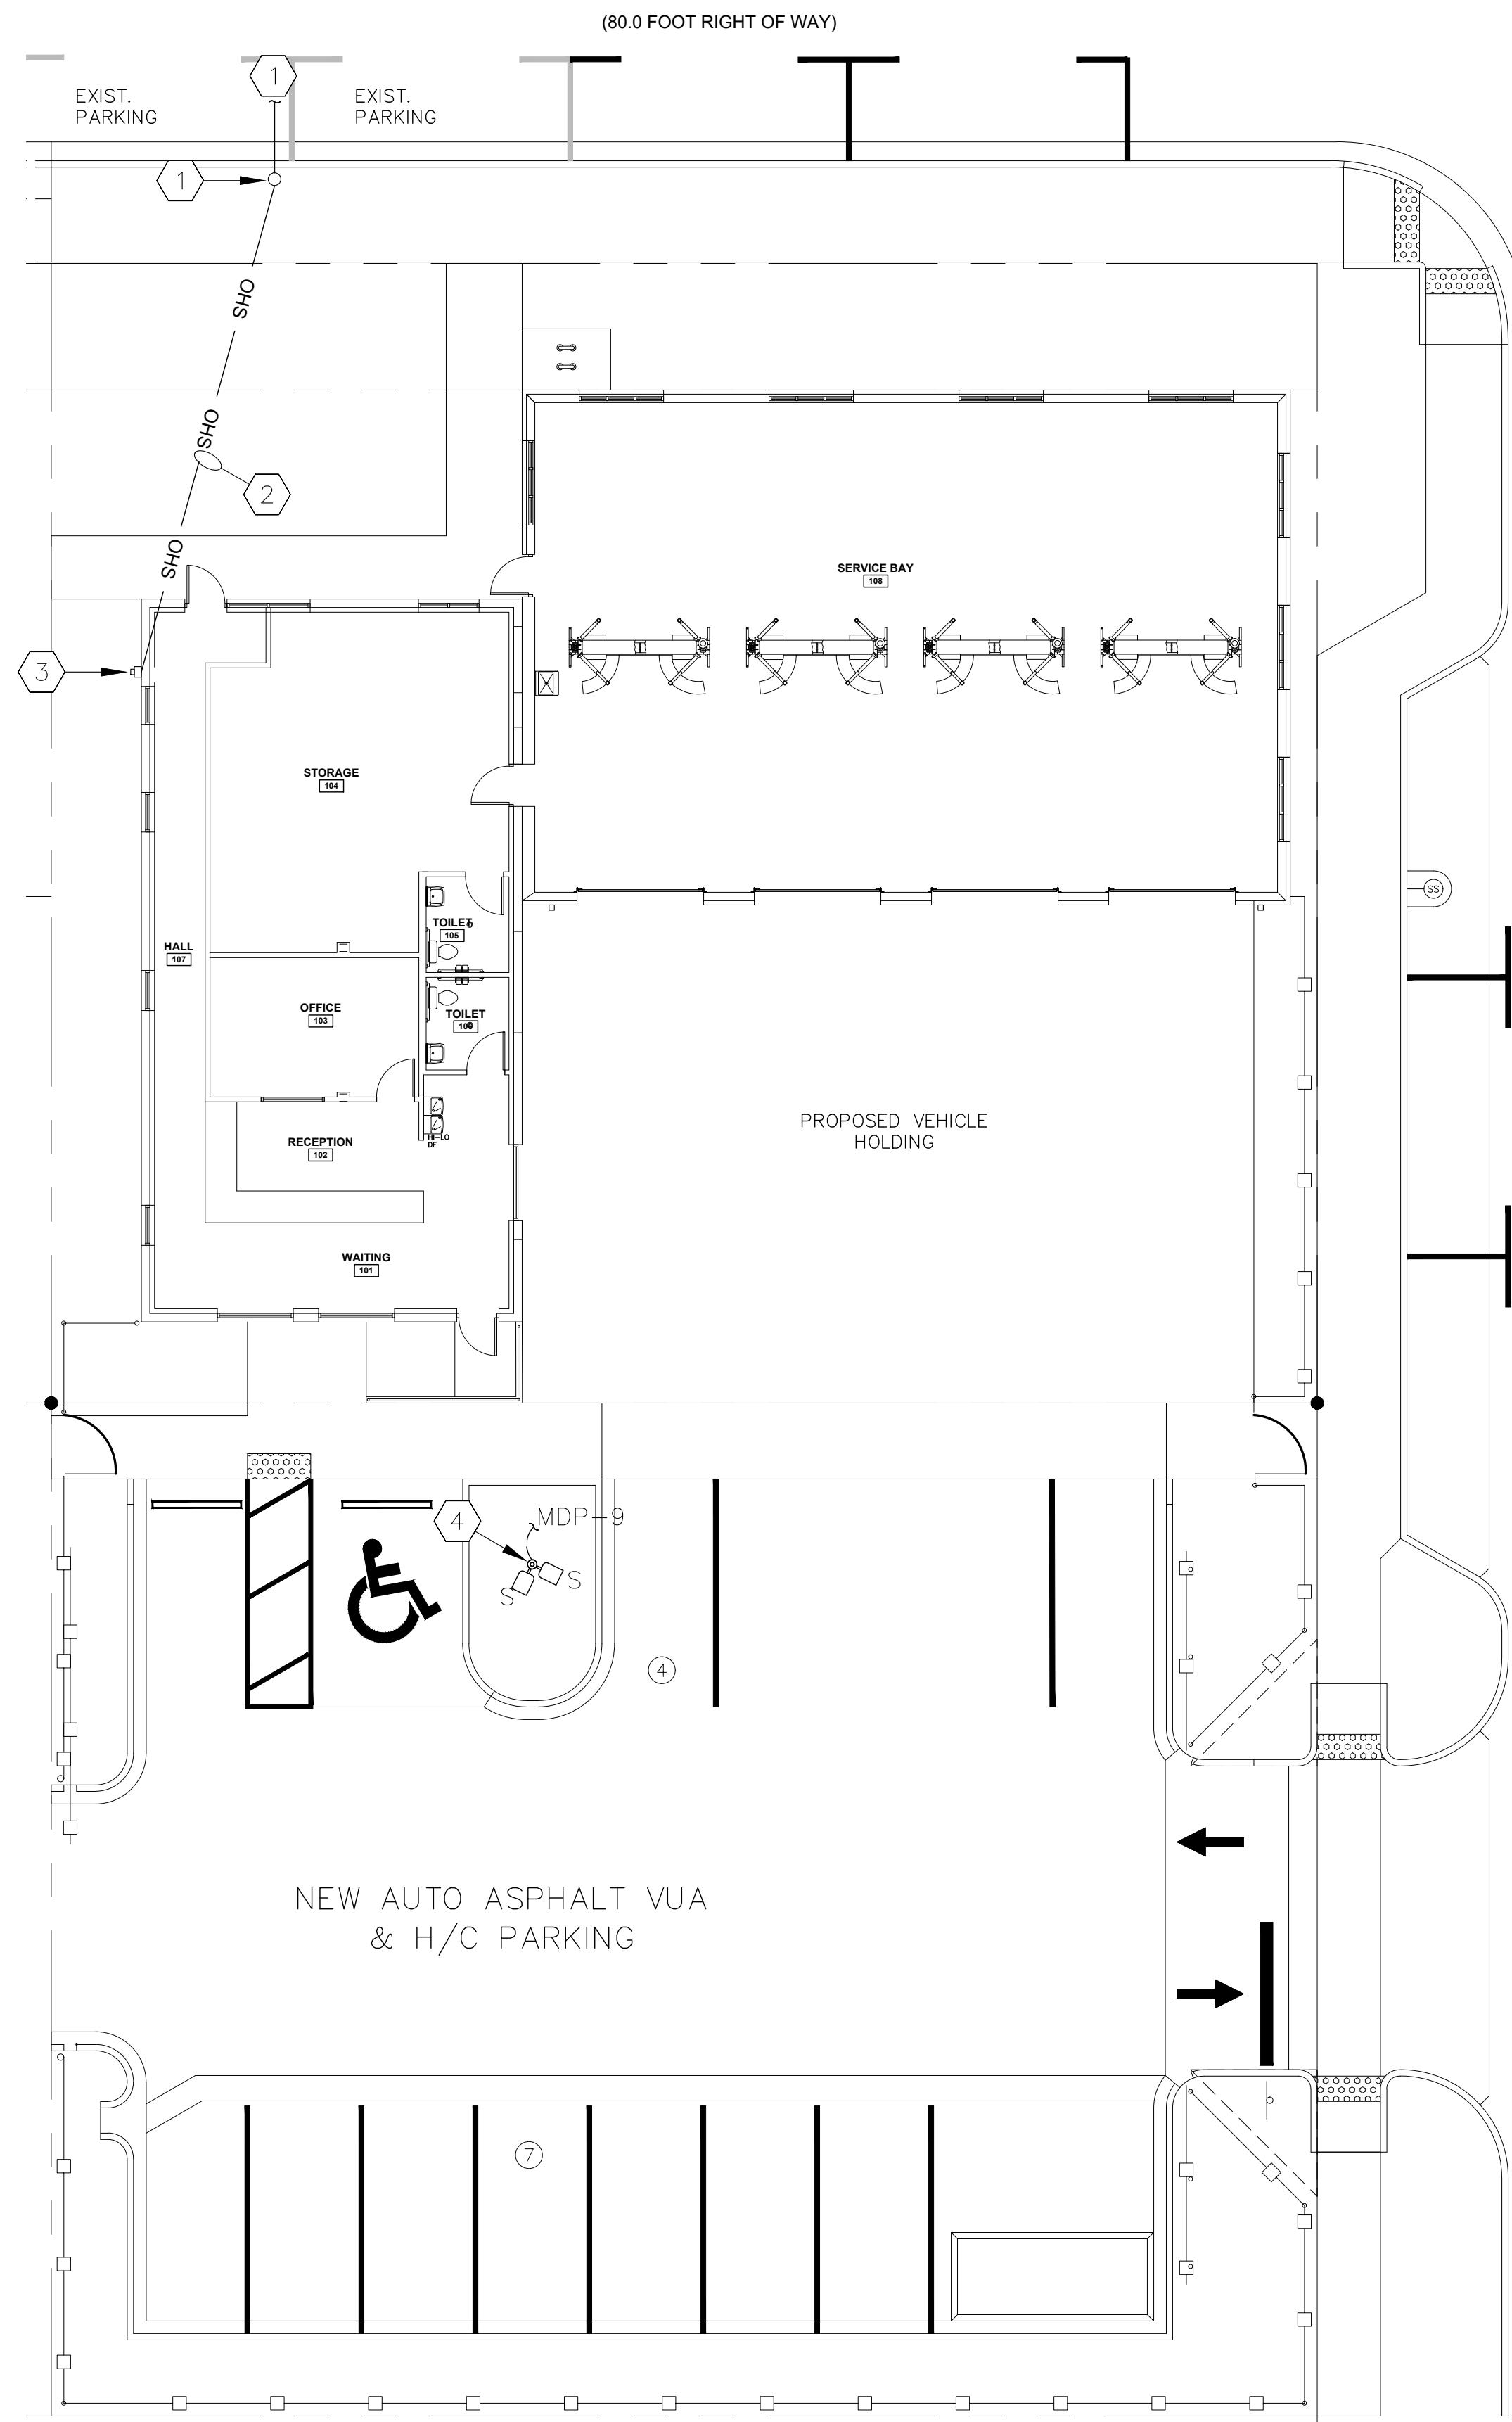 (80.0 FOOT RIGHT OF WAY)
1
EXIST.
PARKING
EXIST.
PARKING
1
SHO
SHO
2
SHO
3
SERVICE BAY
108
STORAGE
104
SS
TOILET
105
HALL
107
OFFICE
103
TOILET
PROPOSED VEHICLE
HOLDING
HI-LO
DF
RECEPTION
102
WAITING
101
4
MDP-9
S
S
4
NEW AUTO ASPHALT VUA
& H/C PARKING
7